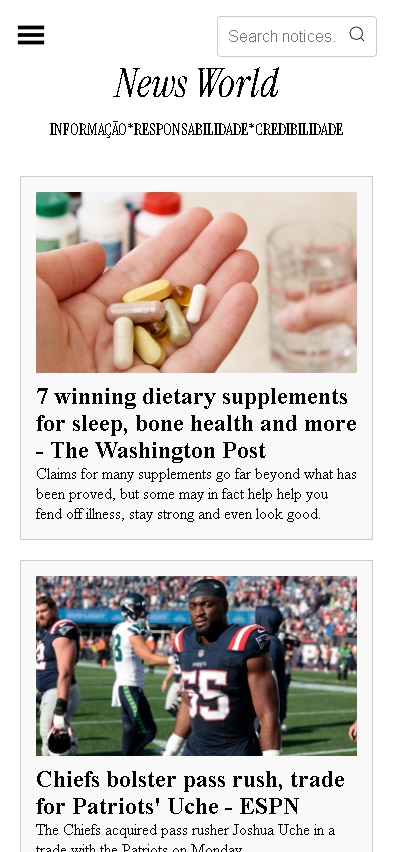 Search notices.
News World
INFORMAÇÃO*RESPONSABILIDADE*CREDIBILIDADE
7 winning dietary supplements
for sleep, bone health and more
- The Washington Post
Claims for many supplements go far beyond what has
been proved, but some may in fact help help you
fend off illness, stay strong and even look good.
55
Chiefs bolster pass rush, trade
for Patriots' Uche - ESPN
The Chiefs acquired pass rusher Joshua Uche in a
trade with the Patriots on Monday